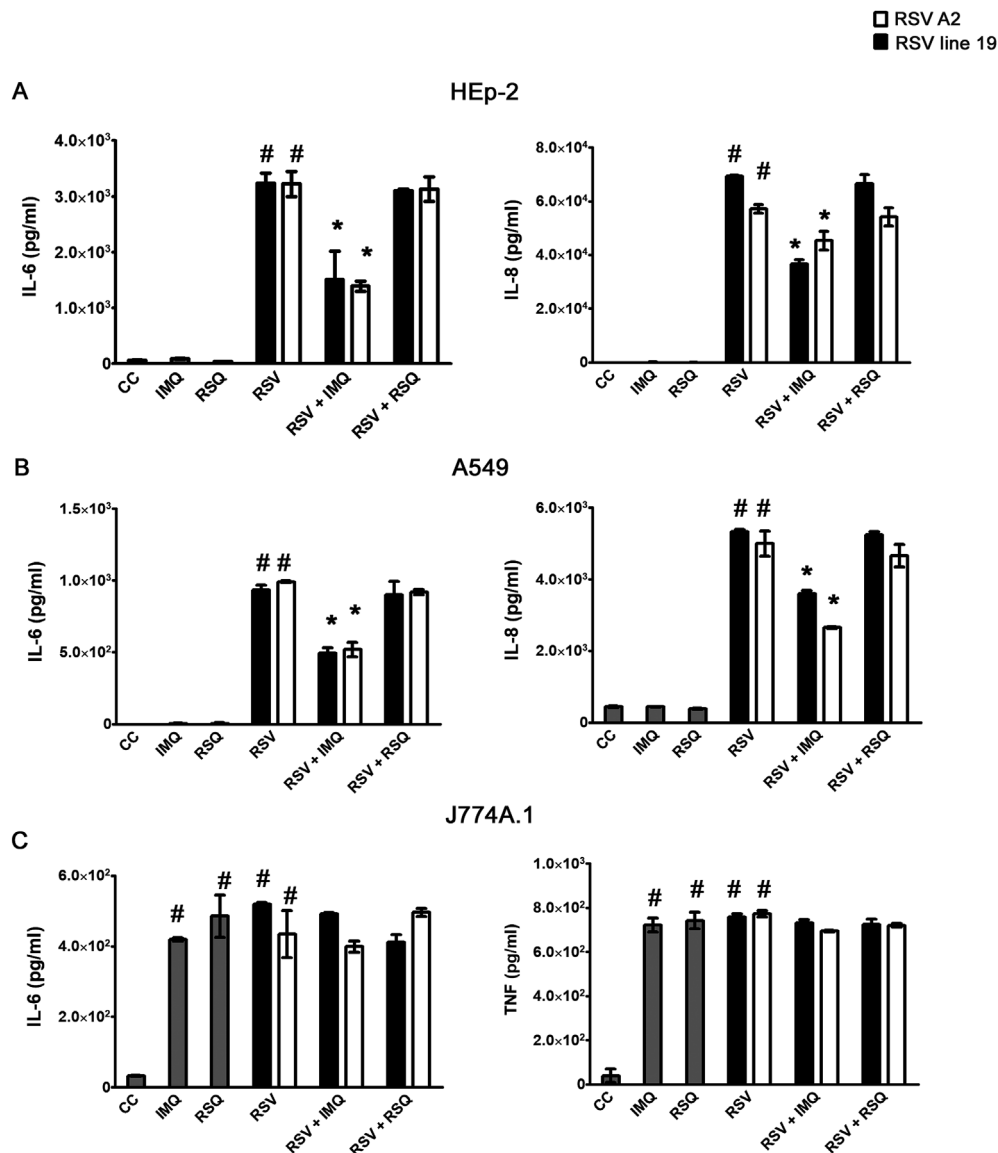 RSV A2
RSV line 19
A
HEp-2
IL-6 (pg/ml)
4.0×10³
3.0×10³
2.0×10³
1.0×10³
0
# #
* *
CC IMQ RSQ RSV RSV + IMQ RSV + RSQ
IL-8 (pg/ml)
8.0×10⁴
6.0×10⁴
4.0×10⁴
2.0×10⁴
0
# #
* *
CC IMQ RSQ RSV RSV + IMQ RSV + RSQ
B
A549
IL-6 (pg/ml)
1.5×10³
1.0×10³
5.0×10²
0
# #
* *
CC IMQ RSQ RSV RSV + IMQ RSV + RSQ
IL-8 (pg/ml)
6.0×10³
4.0×10³
2.0×10³
0
# #
* *
CC IMQ RSQ RSV RSV + IMQ RSV + RSQ
J774A.1
C
IL-6 (pg/ml)
6.0×10²
4.0×10²
2.0×10²
0
# # # #
CC IMQ RSQ RSV RSV + IMQ RSV + RSQ
TNF (pg/ml)
1.0×10³
8.0×10²
6.0×10²
4.0×10²
2.0×10²
0
# # # #
CC IMQ RSQ RSV RSV + IMQ RSV + RSQ